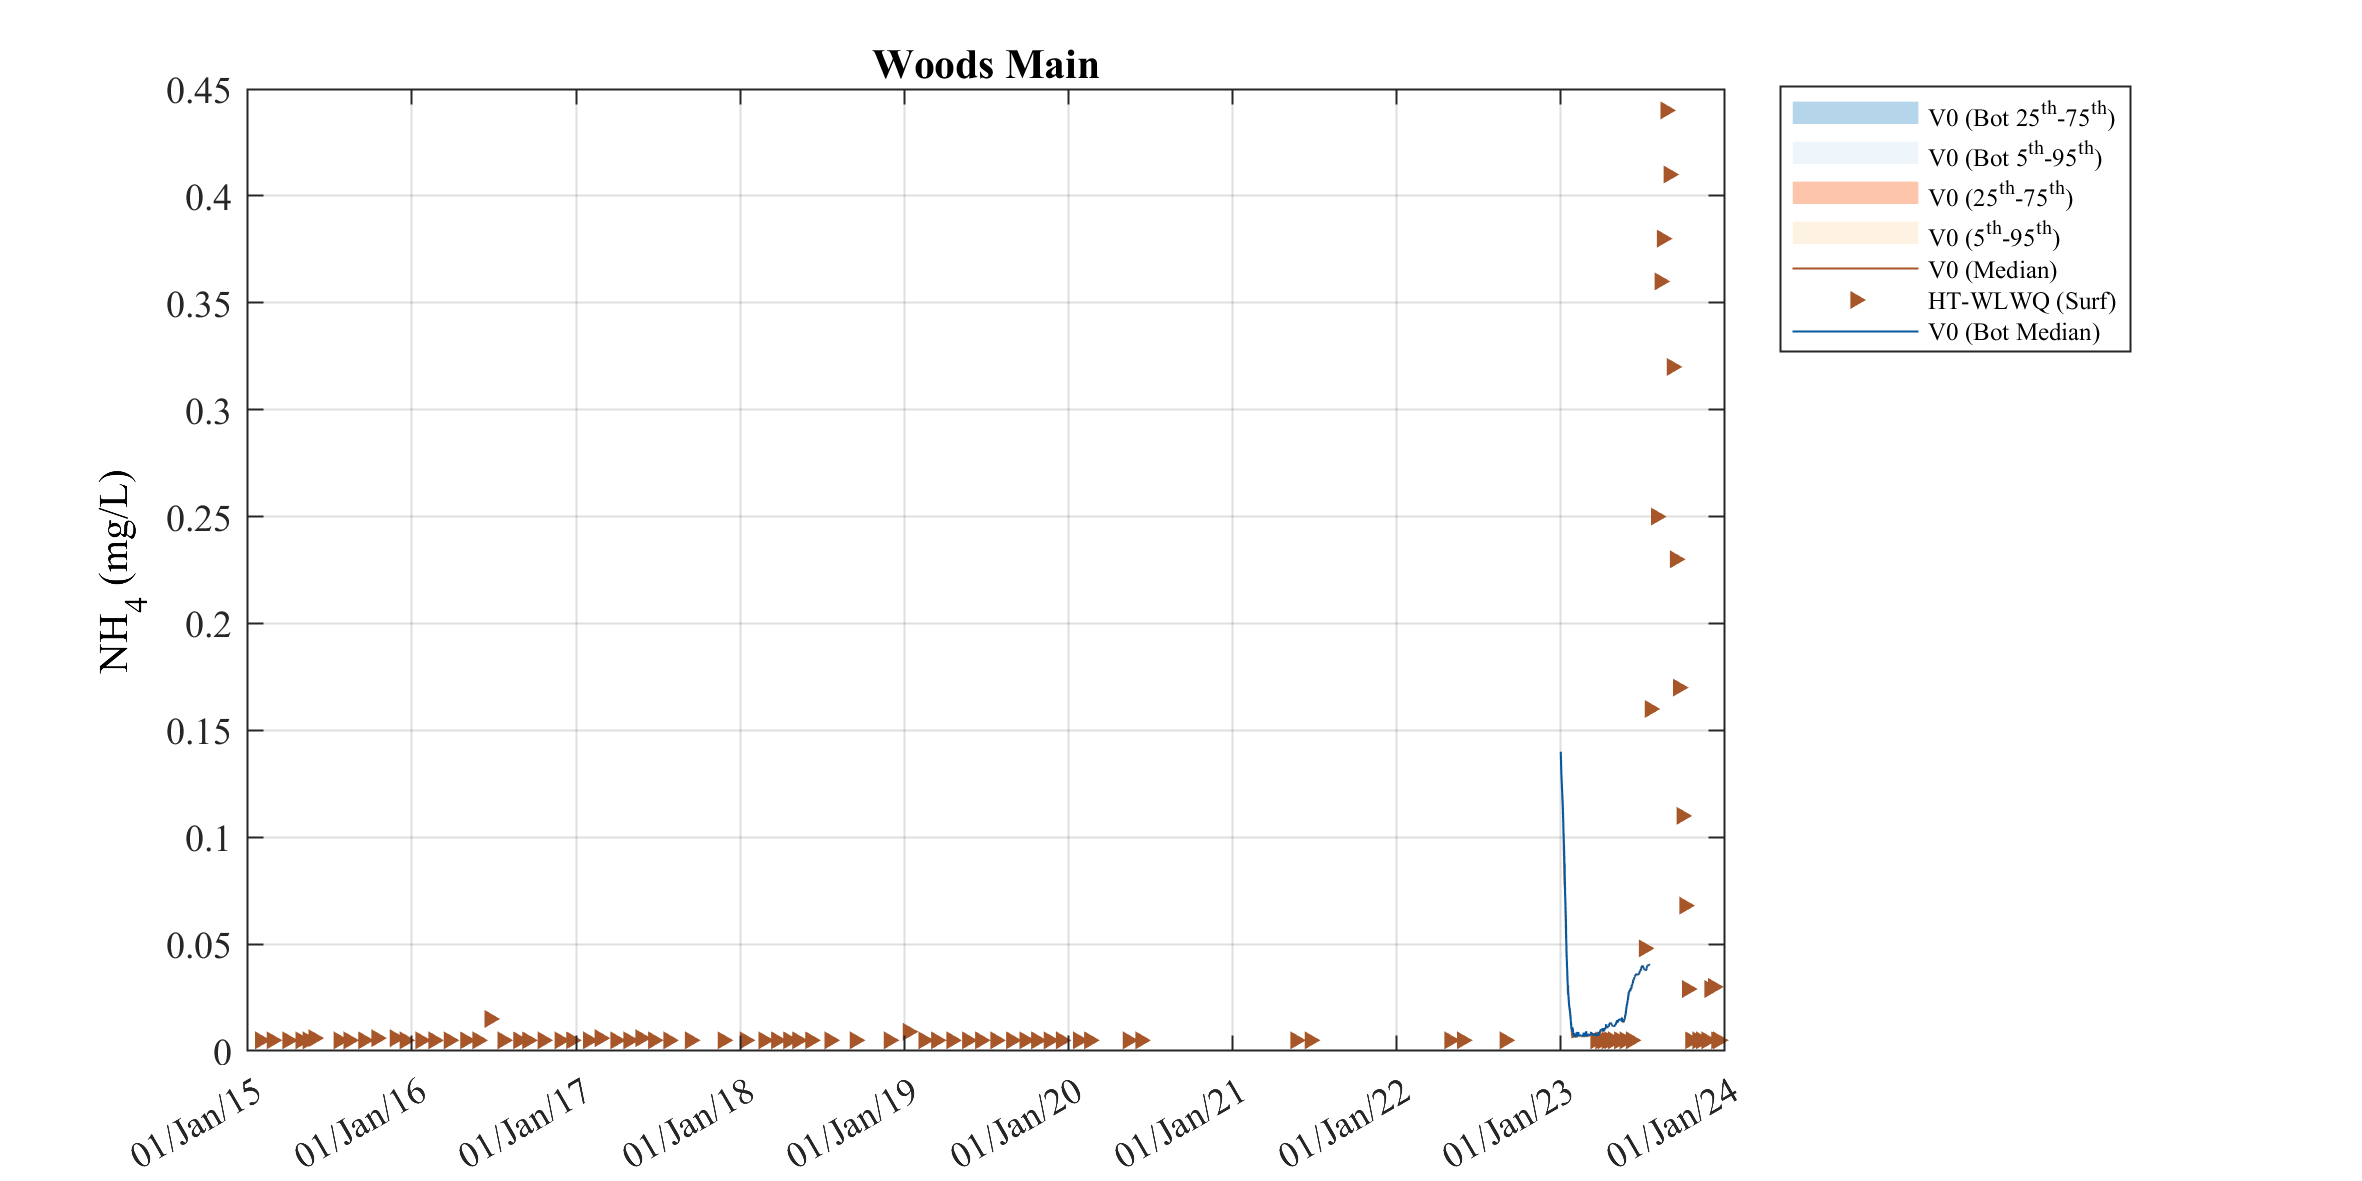 Woods Main
0.45
0.4
0.35
0.3
0.25
0.2
0.15
0.1
0.05
0
NH4 (mg/L)
01/Jan/15
01/Jan/16
01/Jan/17
01/Jan/18
01/Jan/19
01/Jan/20
01/Jan/21
01/Jan/22
01/Jan/23
01/Jan/24
V0 (Bot 25th-75th)
V0 (Bot 5th-95th)
V0 (25th-75th)
V0 (5th-95th)
V0 (Median)
HT-WLWQ (Surf)
V0 (Bot Median)